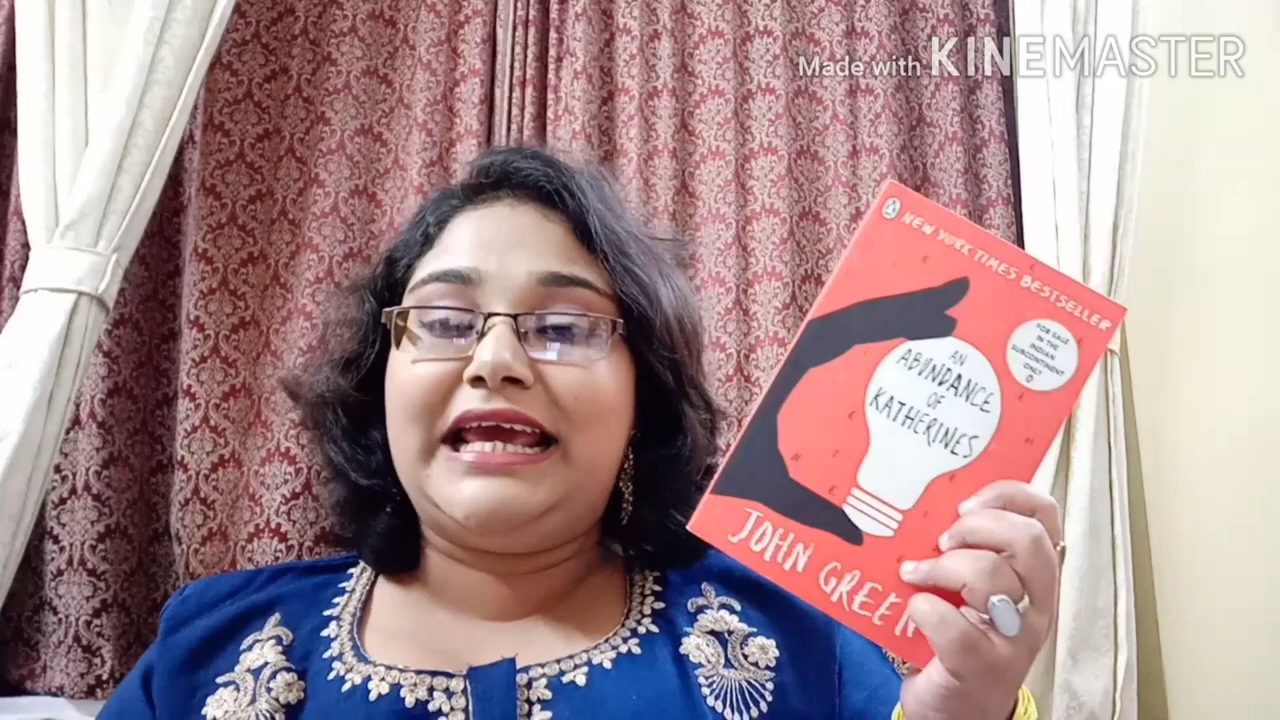 Made with KINEMASTER
NEW YORK TIMES BESTSELLER
FOR SALE
IN THE
INDIAN
SUBCONTINENT
ONLY
AN
ABUNDANCE
OF
KATHERINES
JOHN GREEN